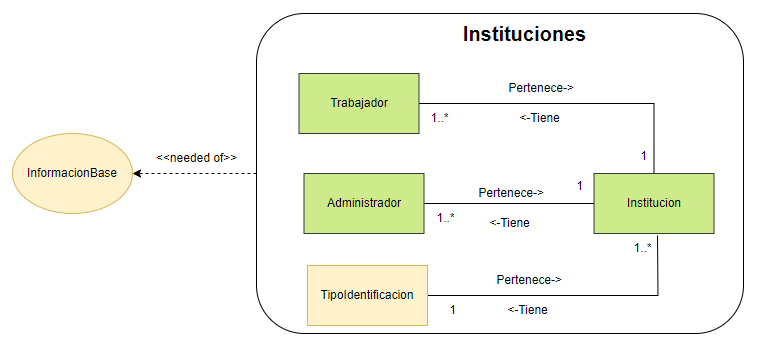 Instituciones
Trabajador
Pertenece->
1..*
<-Tiene
1
InformacionBase
<<needed of>>
Administrador
Pertenece->
1
1..*
<-Tiene
Institucion
1..*
TipoIdentificacion
Pertenece->
1
<-Tiene